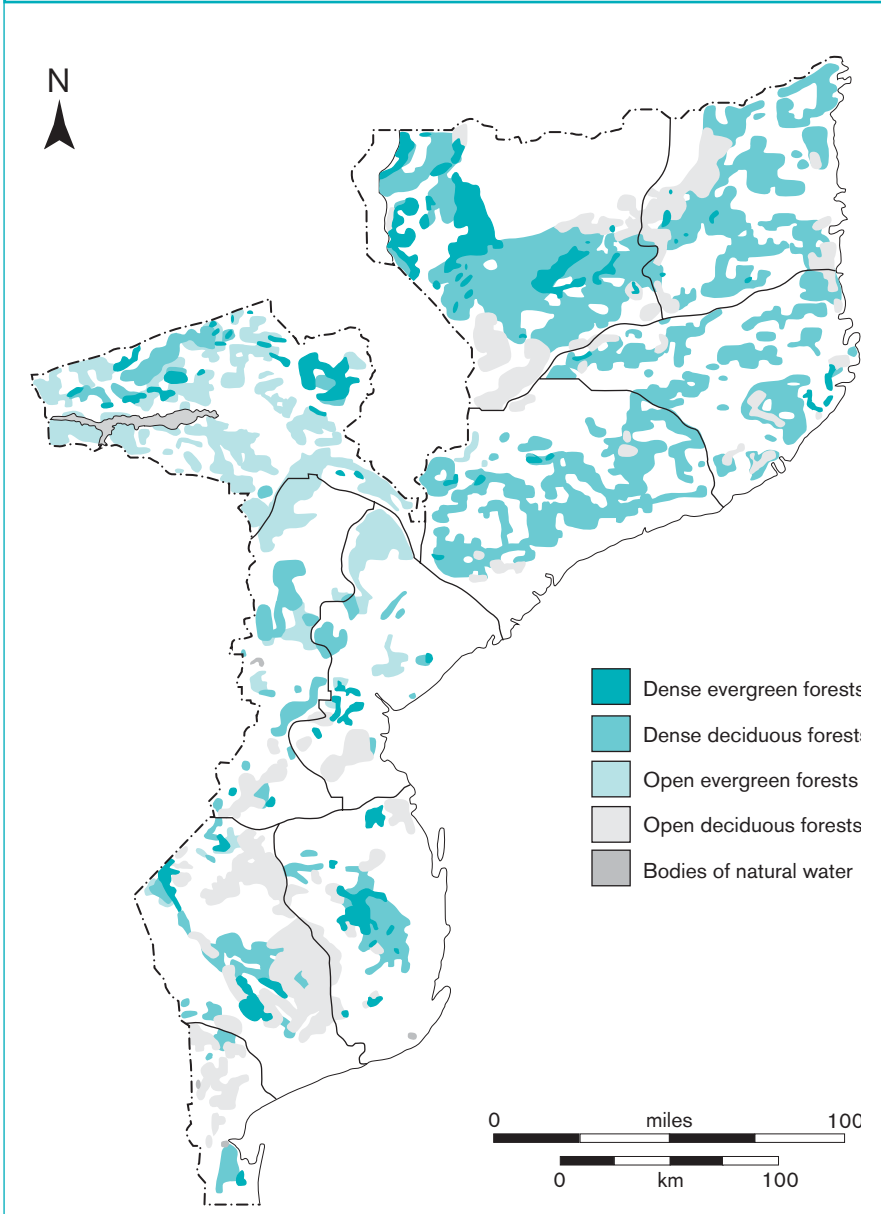 N
Dense evergreen forests
Dense deciduous forests
Open evergreen forests
Open deciduous forests
Bodies of natural water
0 miles 100
0 km 100